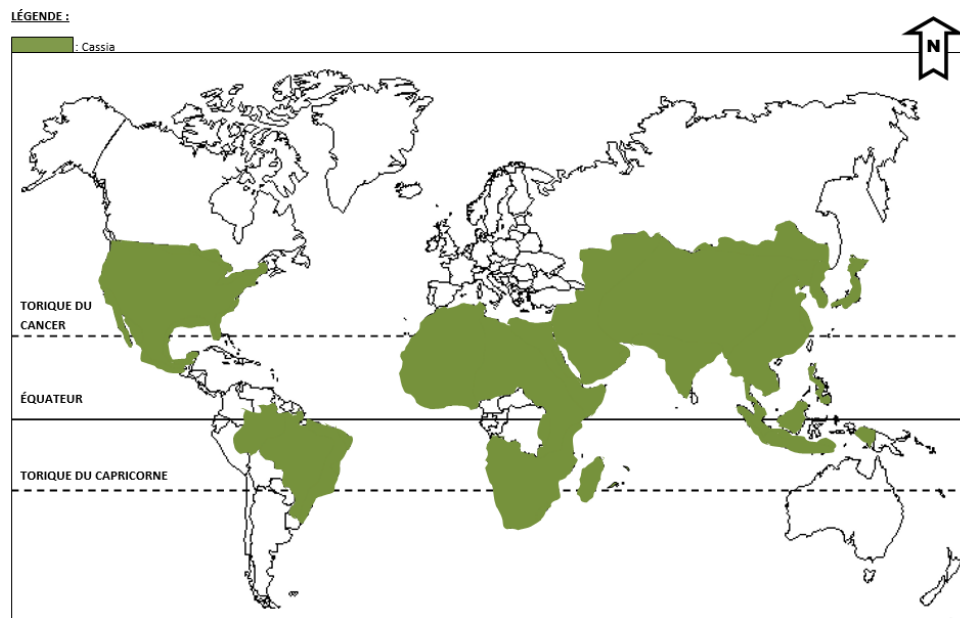 LÉGENDE :
: Cassia
N
TORIQUE DU
CANCER
ÉQUATEUR
TORIQUE DU CAPRICORNE